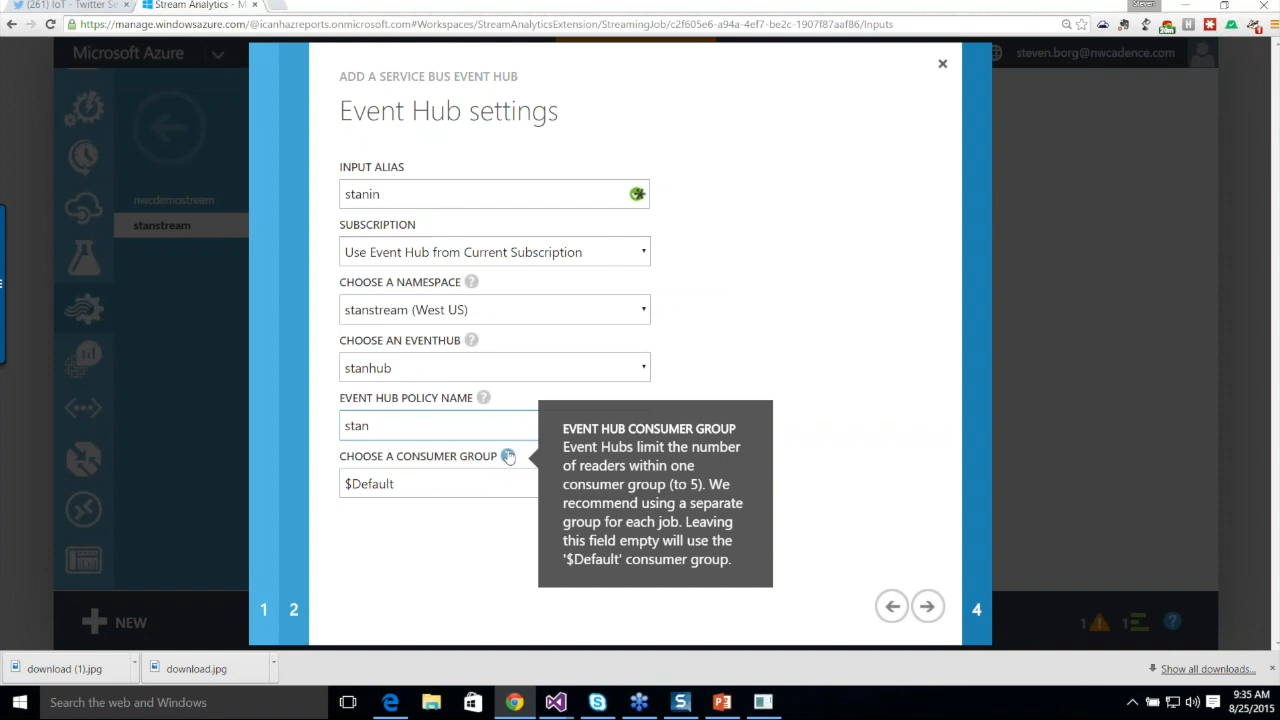 (261) IoT - Twitter Se
Stream Analytics - M
Steven
https://manage.windowsazure.com/@icanhazreports.onmicrosoft.com#Workspaces/StreamAnalyticsExtension/StreamingJob/c2f605e6-a94a-4ef7-be2c-1907f87aaf86/Inputs
Microsoft Azure
steven.borg@nwcadence.com
ADD A SERVICE BUS EVENT HUB
Event Hub settings
INPUT ALIAS
stanin
SUBSCRIPTION
Use Event Hub from Current Subscription
CHOOSE A NAMESPACE ?
stanstream (West US)
CHOOSE AN EVENTHUB ?
stanhub
EVENT HUB POLICY NAME ?
stan
CHOOSE A CONSUMER GROUP
$Default
EVENT HUB CONSUMER GROUP
Event Hubs limit the number
of readers within one
consumer group (to 5). We
recommend using a separate
group for each job. Leaving
this field empty will use the
'$Default' consumer group.
nwcdemostream
stanstream
1 2
4
NEW
1 1 ?
download (1).jpg
download.jpg
Show all downloads...
Search the web and Windows
9:35 AM
8/25/2015